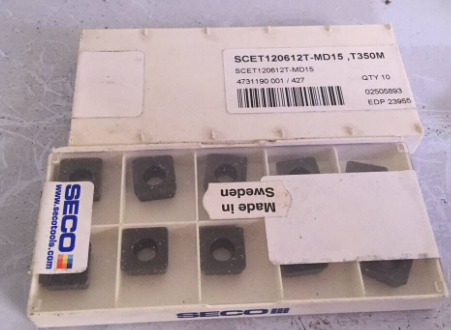 SCET120612T-MD15 ,T350M
SCET120612T-MD15
4731190 001 / 427
QTY 10
02505893
EDP 23955
SECO
www.secotools.com
Made in
Sweden
SECO